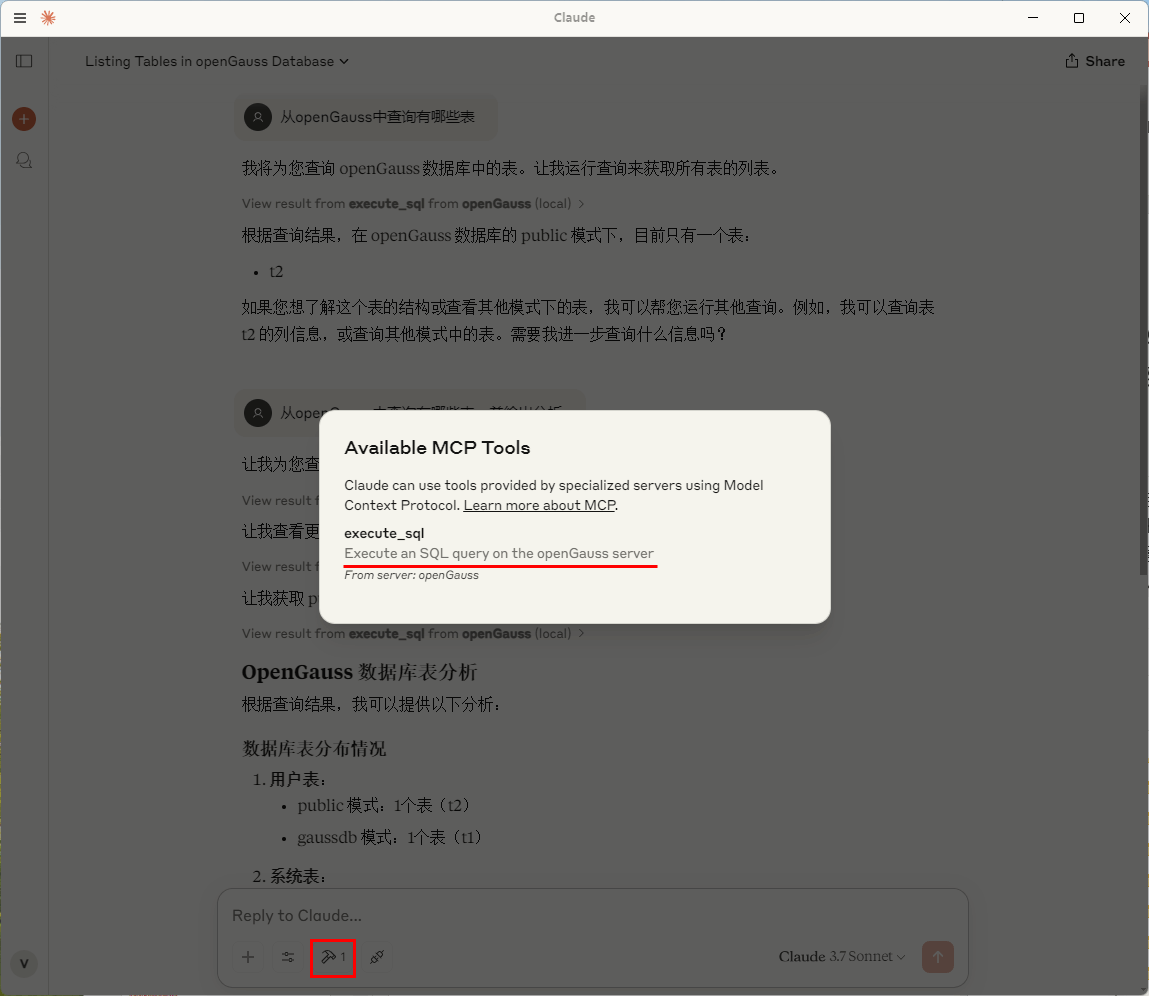 Claude
Listing Tables in openGauss Database
Share
从openGauss中查询有哪些表
我将为您查询 openGauss 数据库中的表。让我运行查询来获取所有表的列表。
View result from execute_sql from openGauss (local)
根据查询结果，在 openGauss 数据库的 public 模式下，目前只有一个表：
• t2
如果您想了解这个表的结构或查看其他模式下的表，我可以帮您运行其他查询。例如，我可以查询表
t2 的列信息，或查询其他模式中的表。需要我进一步查询什么信息吗？
从oper
让我为您查
View result f
让我查看更
View result f
让我获取 p
Available MCP Tools
Claude can use tools provided by specialized servers using Model
Context Protocol. Learn more about MCP.
execute_sql
Execute an SQL query on the openGauss server
From server: openGauss
View result from execute_sql from openGauss (local)
OpenGauss 数据库表分析
根据查询结果，我可以提供以下分析：
数据库表分布情况
1. 用户表：
• public 模式：1个表（t2）
• gaussdb 模式：1个表（t1）
2. 系统表：
Reply to Claude...
1
Claude 3.7 Sonnet
V